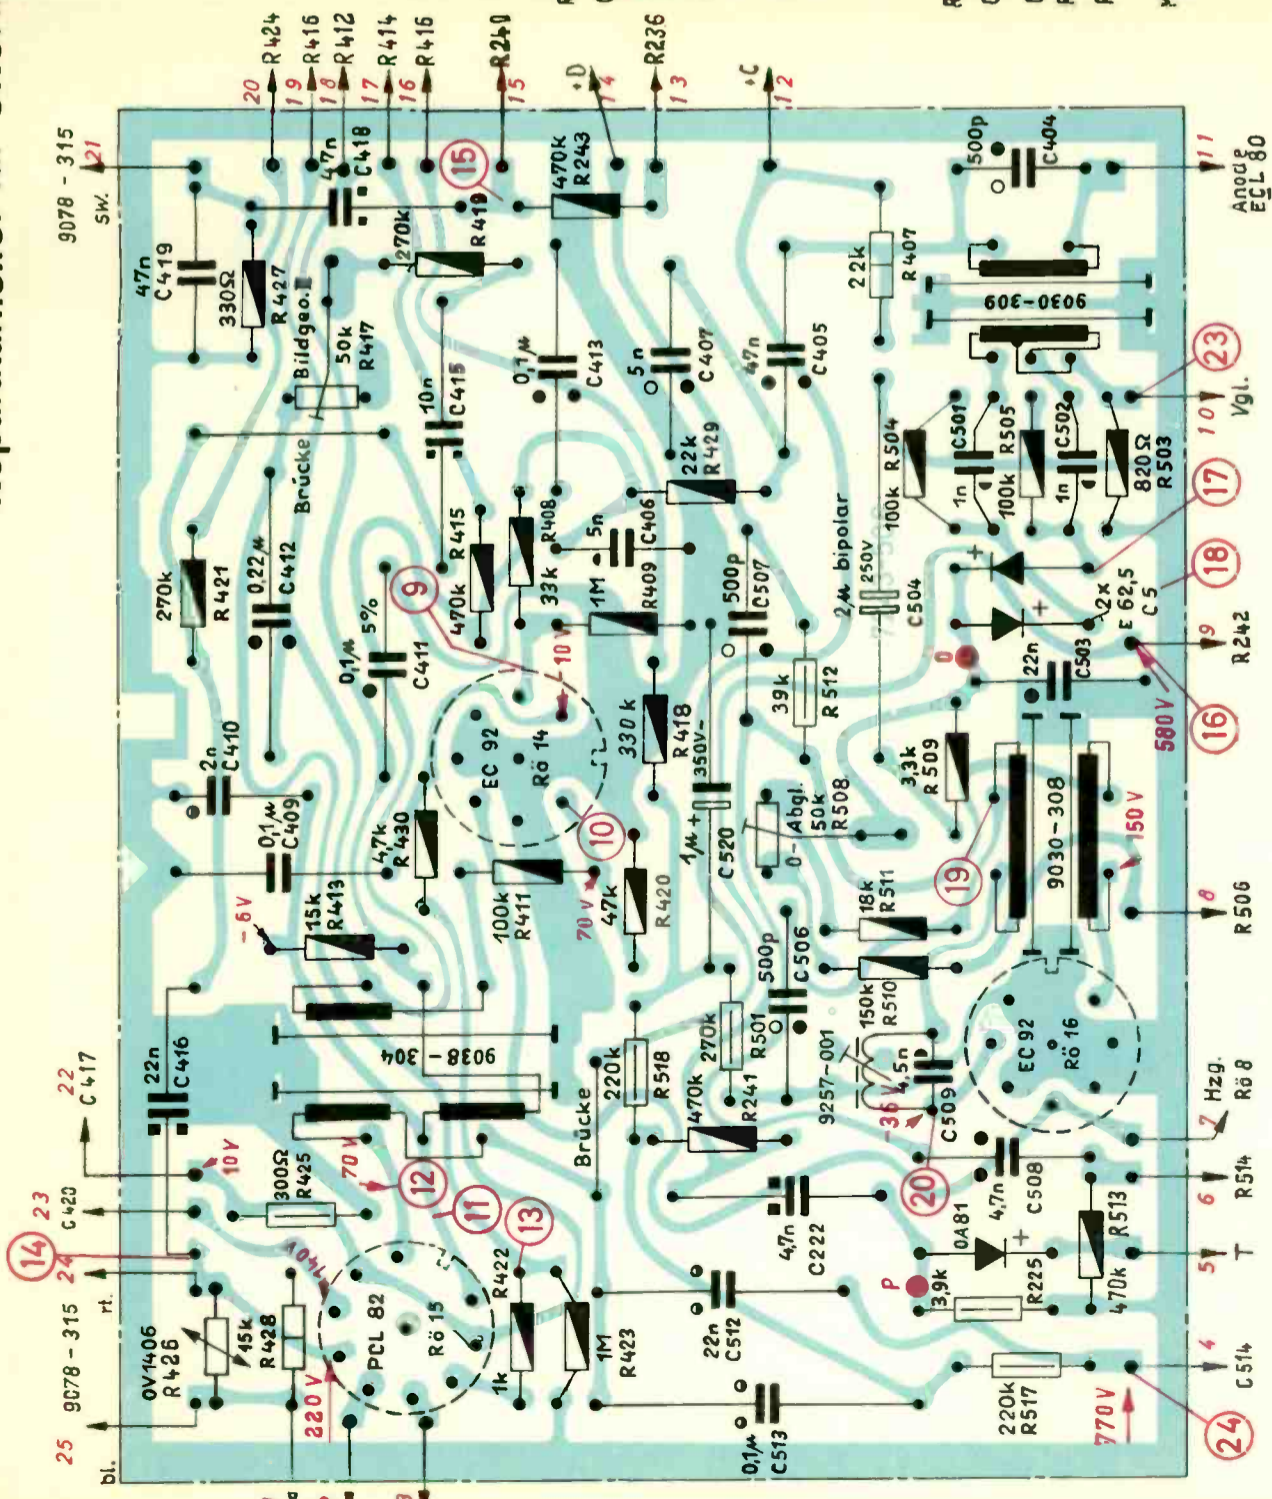 9078 - 315
sw.
21
20
R424
19
R416
18
R412
17
R414
16
R416
15
R240
+D
14
R236
13
+C
12
11
Anode
ECL 80
47n
C419
330Ω
R427
47n
C418
Bildgeo.
50k
R417
Brücke
270k
R419
15
470k
R243
22k
R407
500p
C404
270k
R421
0,22µ
C412
10n
C415
0,1µ
C413
5n
C407
47n
C405
9030-309
0,1µ 5%
C411
9
470k
R415
R408
33k
5n
C406
1M
R409
22k
R429
500p
C507
2µ bipolar
250V
C504
100k R504
1n C501
100k R505
1n C502
820Ω
R503
23
10
Vgl.
17
18
2x
E 62,5
C5
9
R242
16
580V
22n
C503
0
+
+
2n
C410
0,1µ
C409
4,7k
R430
EC 92
Rö 14
-10V
10
330k
R418
350V-
1µ +
C520
39k
R512
0-Abgl.
50k
R508
3,3k
R509
19
9030-308
150V
8
R506
-6V
15k
R413
100k
R411
70V
47k
R420
18k
R511
150k
R510
500p
C506
270k
R501
220k
R518
470k
R241
9257-001
4,5n
C509
-36V
20
EC 92
Rö 16
7
Hzg.
Rö 8
22
C417
22n
C416
9038-304
Brücke
10V
300Ω
R425
70V
12
11
13
23
C420
14
24
rt.
9078 - 315
25
bl.
0V1406
R426
15k
R428
140V
220V
PCL 82
Rö 15
R422
1k
1M
R423
4,7n
C222
22n
C512
0,1µ
C513
4,7n
C508
0A81
+
P
3,9k
R225
R513
470k
220k
R517
770V
6
R514
5
T
4
C514
24